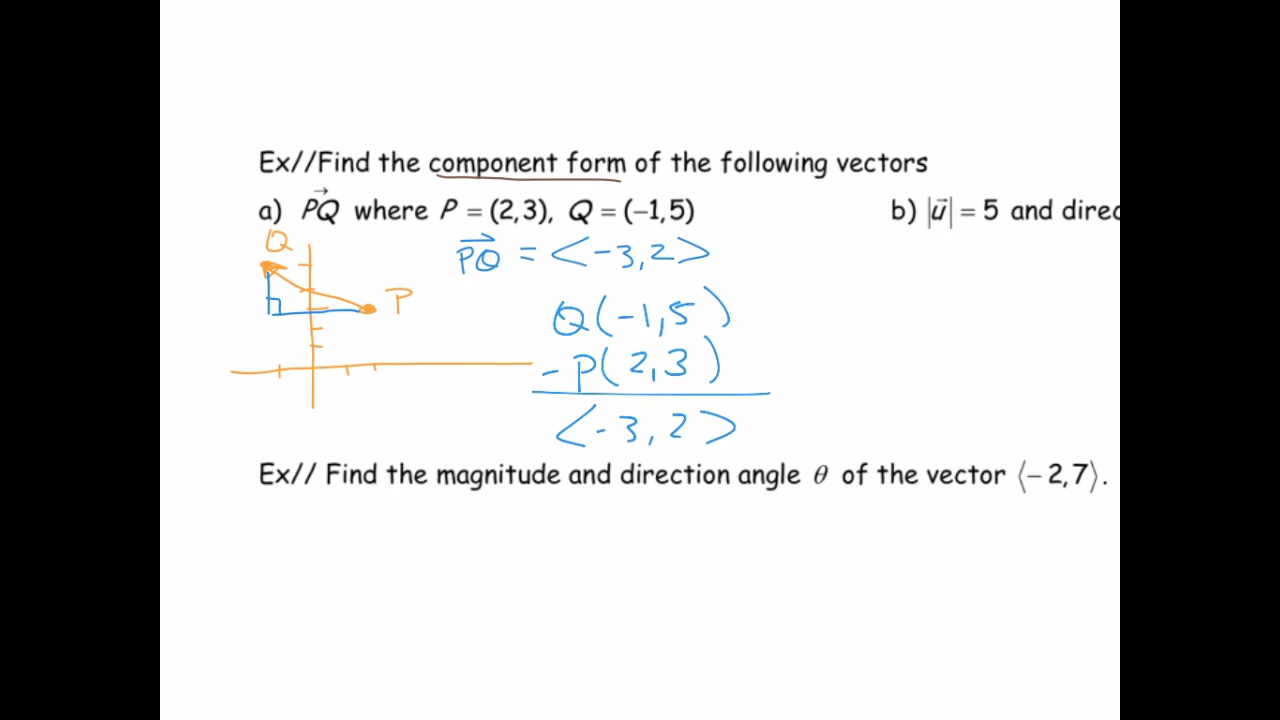 Ex//Find the component form of the following vectors
a) PQ⃗ where P = (2,3), Q = (−1,5)
b) |u⃗| = 5 and direc
Q
PQ⃗ = <-3,2>
P
Q(-1,5)
-P(2,3)
<-3,2>
Ex// Find the magnitude and direction angle θ of the vector ⟨−2,7⟩.